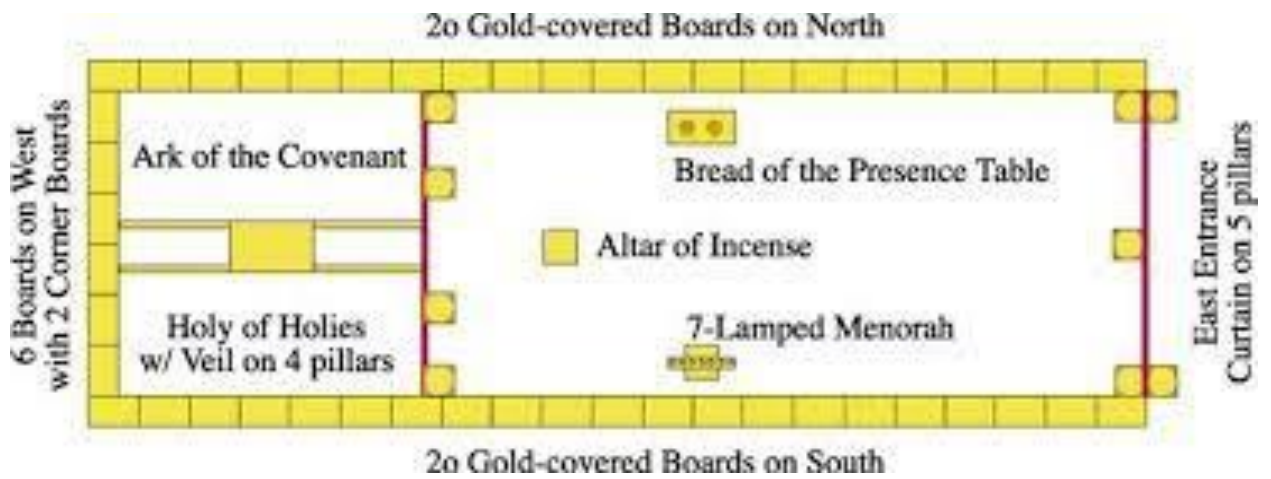 2o Gold-covered Boards on North
6 Boards on West
with 2 Corner Boards
Ark of the Covenant
Holy of Holies
w/ Veil on 4 pillars
Bread of the Presence Table
Altar of Incense
7-Lamped Menorah
East Entrance
Curtain on 5 pillars
2o Gold-covered Boards on South